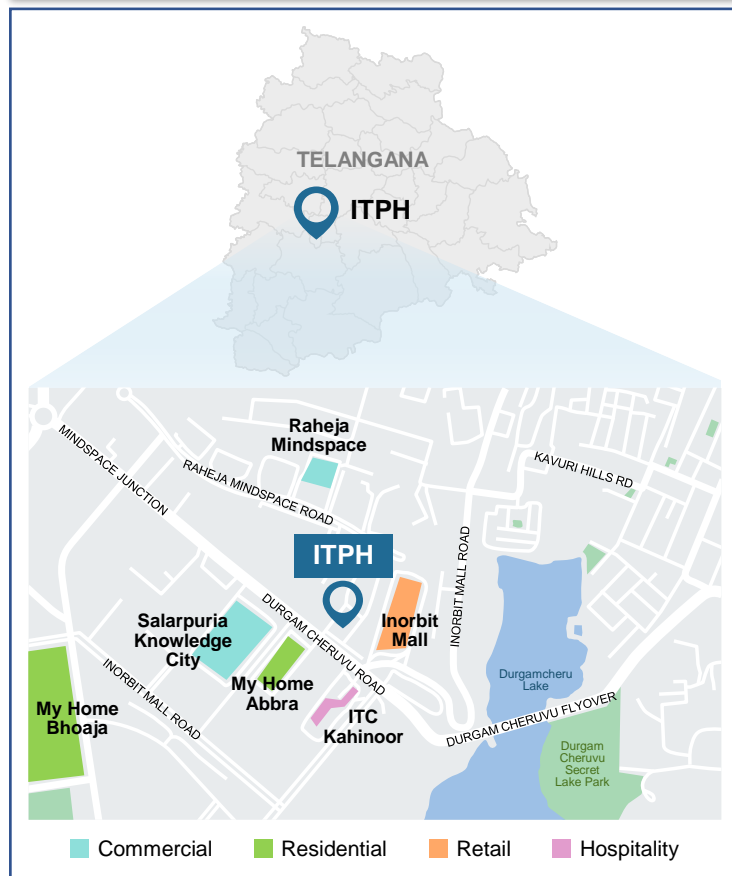 TELANGANA
ITPH
Raheja
Mindspace
MINDSPACE JUNCTION
KAVURI HILLS RD
RAHEJA MINDSPACE ROAD
INORBIT MALL ROAD
ITPH
DURGAM CHERUVU ROAD
Salarpuria
Knowledge
City
Inorbit
Mall
INORBIT MALL ROAD
My Home
Abbra
Durgamcheru
Lake
My Home
Bhoaja
ITC
Kahinoor
DURGAM CHERUVU FLYOVER
Durgam
Cheruvu
Secret
Lake Park
Commercial
Residential
Retail
Hospitality